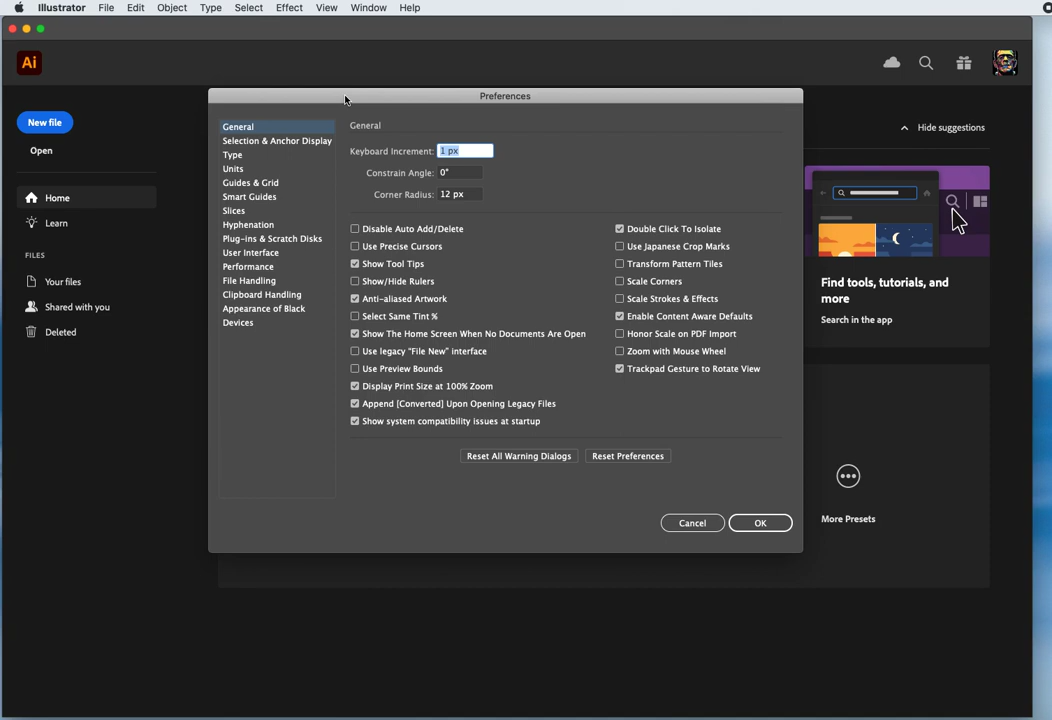 Illustrator File Edit Object Type Select Effect View Window Help
Ai
Preferences
New file
Open
Home
Learn
FILES
Your files
Shared with you
Deleted
General
Selection & Anchor Display
Type
Units
Guides & Grid
Smart Guides
Slices
Hyphenation
Plug-ins & Scratch Disks
User Interface
Performance
File Handling
Clipboard Handling
Appearance of Black
Devices
General
Keyboard Increment: 1 px
Constrain Angle: 0°
Corner Radius: 12 px
Disable Auto Add/Delete
Use Precise Cursors
Show Tool Tips
Show/Hide Rulers
Anti-aliased Artwork
Select Same Tint %
Show The Home Screen When No Documents Are Open
Use legacy "File New" interface
Use Preview Bounds
Display Print Size at 100% Zoom
Append [Converted] Upon Opening Legacy Files
Show system compatibility issues at startup
Double Click To Isolate
Use Japanese Crop Marks
Transform Pattern Tiles
Scale Corners
Scale Strokes & Effects
Enable Content Aware Defaults
Honor Scale on PDF Import
Zoom with Mouse Wheel
Trackpad Gesture to Rotate View
Reset All Warning Dialogs Reset Preferences
Cancel OK
Hide suggestions
Find tools, tutorials, and
more
Search in the app
More Presets